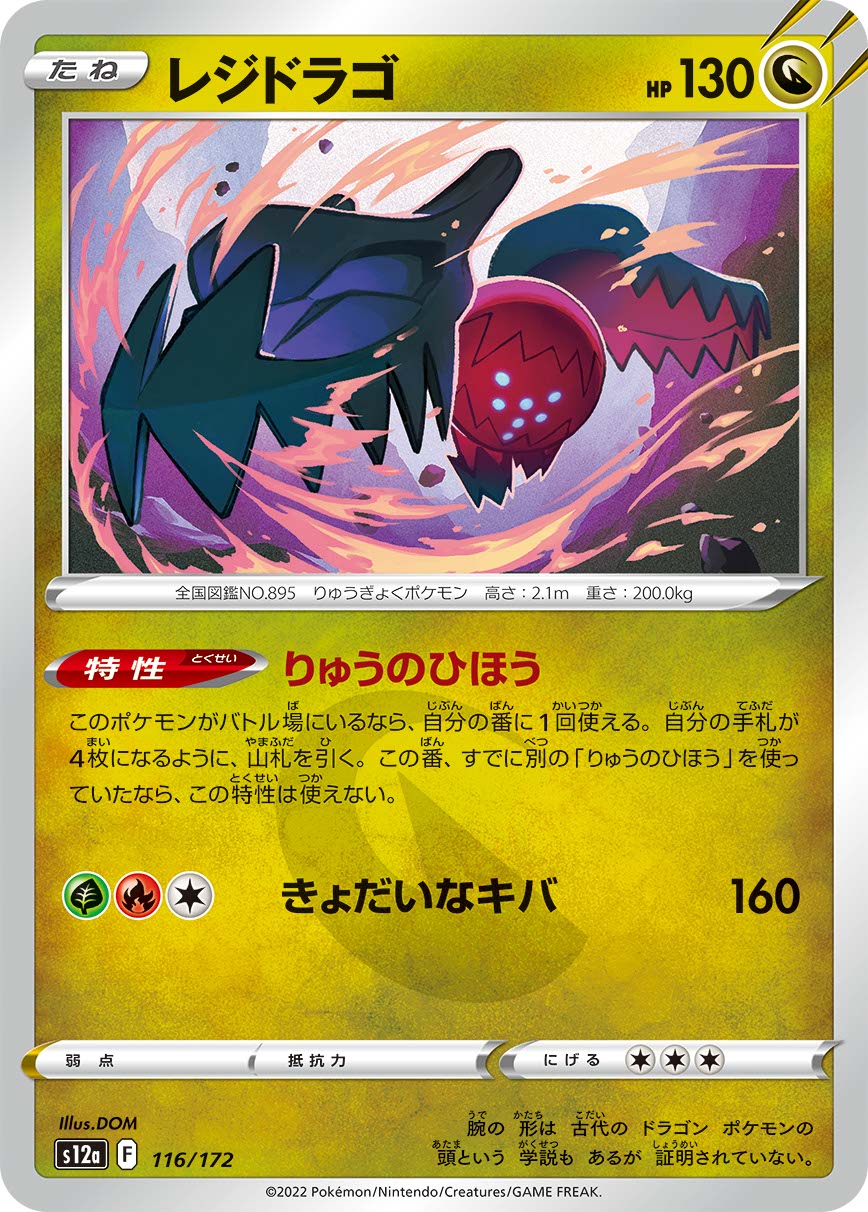 たね レジドラゴ HP 130
全国図鑑NO.895 りゅうぎょくポケモン 高さ:2.1m 重さ:200.0kg
特性 とくせい りゅうのひほう
このポケモンがバトル場にいるなら、自分の番に1回使える。自分の手札が
4枚になるように、山札を引く。この番、すでに別の「りゅうのひほう」を使っ
ていたなら、この特性は使えない。
きょだいなキバ 160
弱点 抵抗力 にげる
Illus.DOM
腕の 形は 古代の ドラゴン ポケモンの
頭という 学説も あるが 証明されていない。
s12a F 116/172
©2022 Pokémon/Nintendo/Creatures/GAME FREAK.